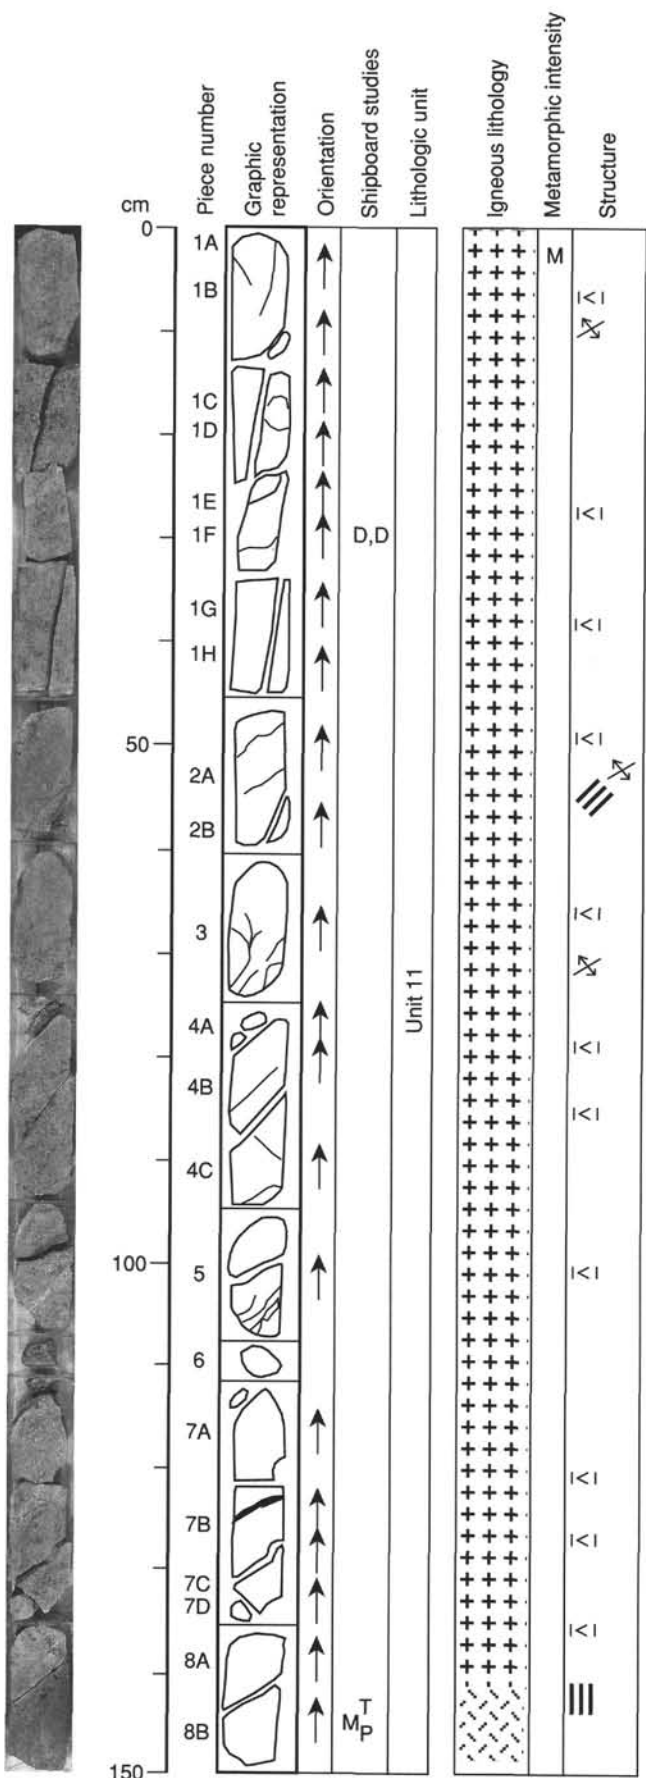 cm
Piece number
Graphic representation
Orientation
Shipboard studies
Lithologic unit
Igneous lithology
Metamorphic intensity
Structure
0
1A
M
1B
1C
1D
1E
1F
D,D
1G
1H
50
2A
2B
3
Unit 11
4A
4B
4C
100
5
6
7A
7B
7C
7D
8A
8B
M T P
150